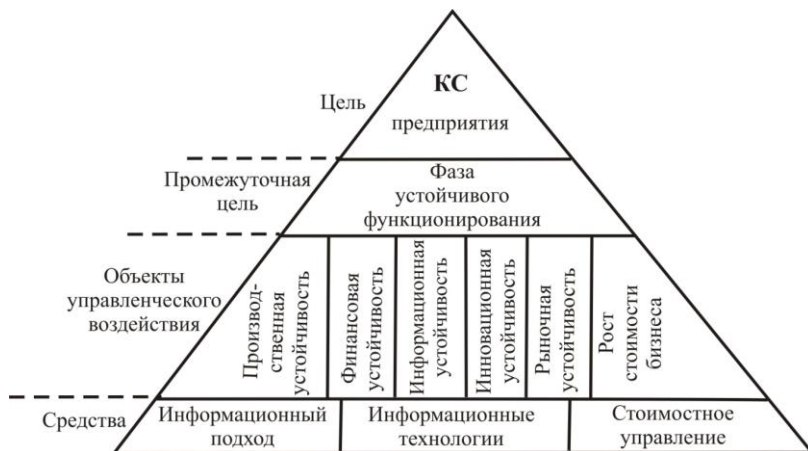 КС
Цель
предприятия
Промежуточная
цель
Фаза
устойчивого
функционирования
Объекты
управленческого
воздействия
Производ-
ственная
устойчивость
Финансовая
устойчивость
Информационная
устойчивость
Инновационная
устойчивость
Рыночная
устойчивость
Рост
стоимости
бизнеса
Средства
Информационный
подход
Информационные
технологии
Стоимостное
управление